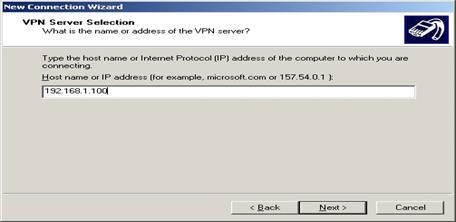 New Connection Wizard
VPN Server Selection
What is the name or address of the VPN server?
Type the host name or Internet Protocol (IP) address of the computer to which you are
connecting.
Host name or IP address (for example, microsoft.com or 157.54.0.1 ):
192.168.1.100
< Back Next > Cancel